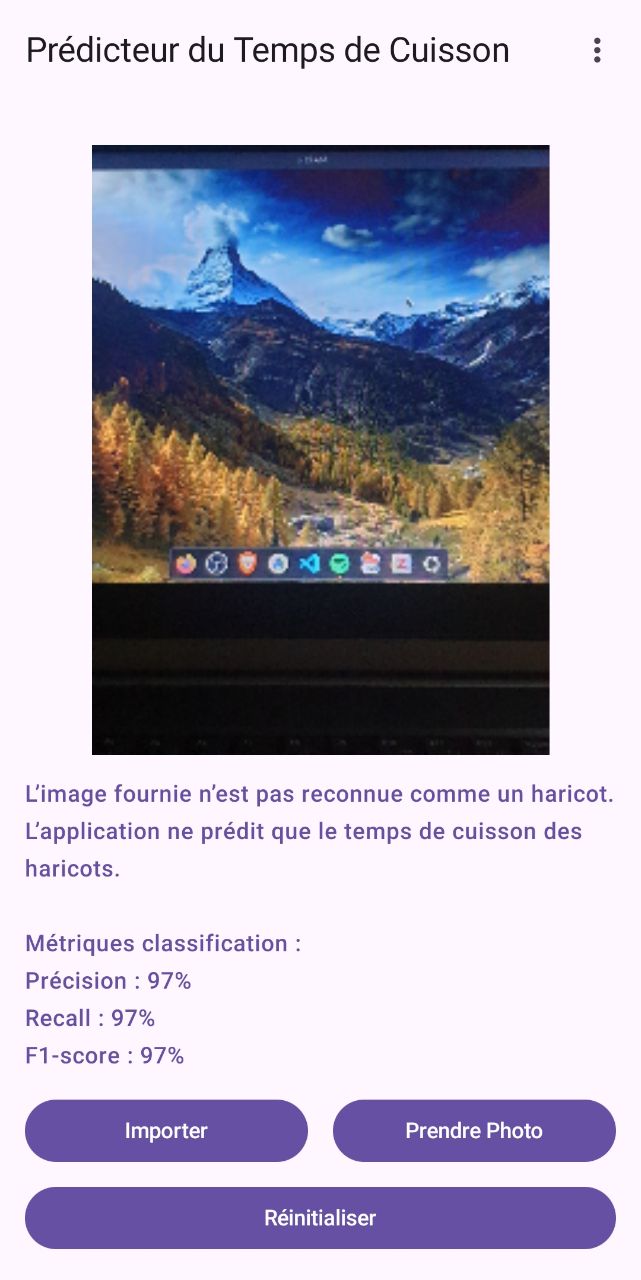 Prédicteur du Temps de Cuisson
L’image fournie n’est pas reconnue comme un haricot.
L’application ne prédit que le temps de cuisson des
haricots.
Métriques classification :
Précision : 97%
Recall : 97%
F1-score : 97%
Importer
Prendre Photo
Réinitialiser